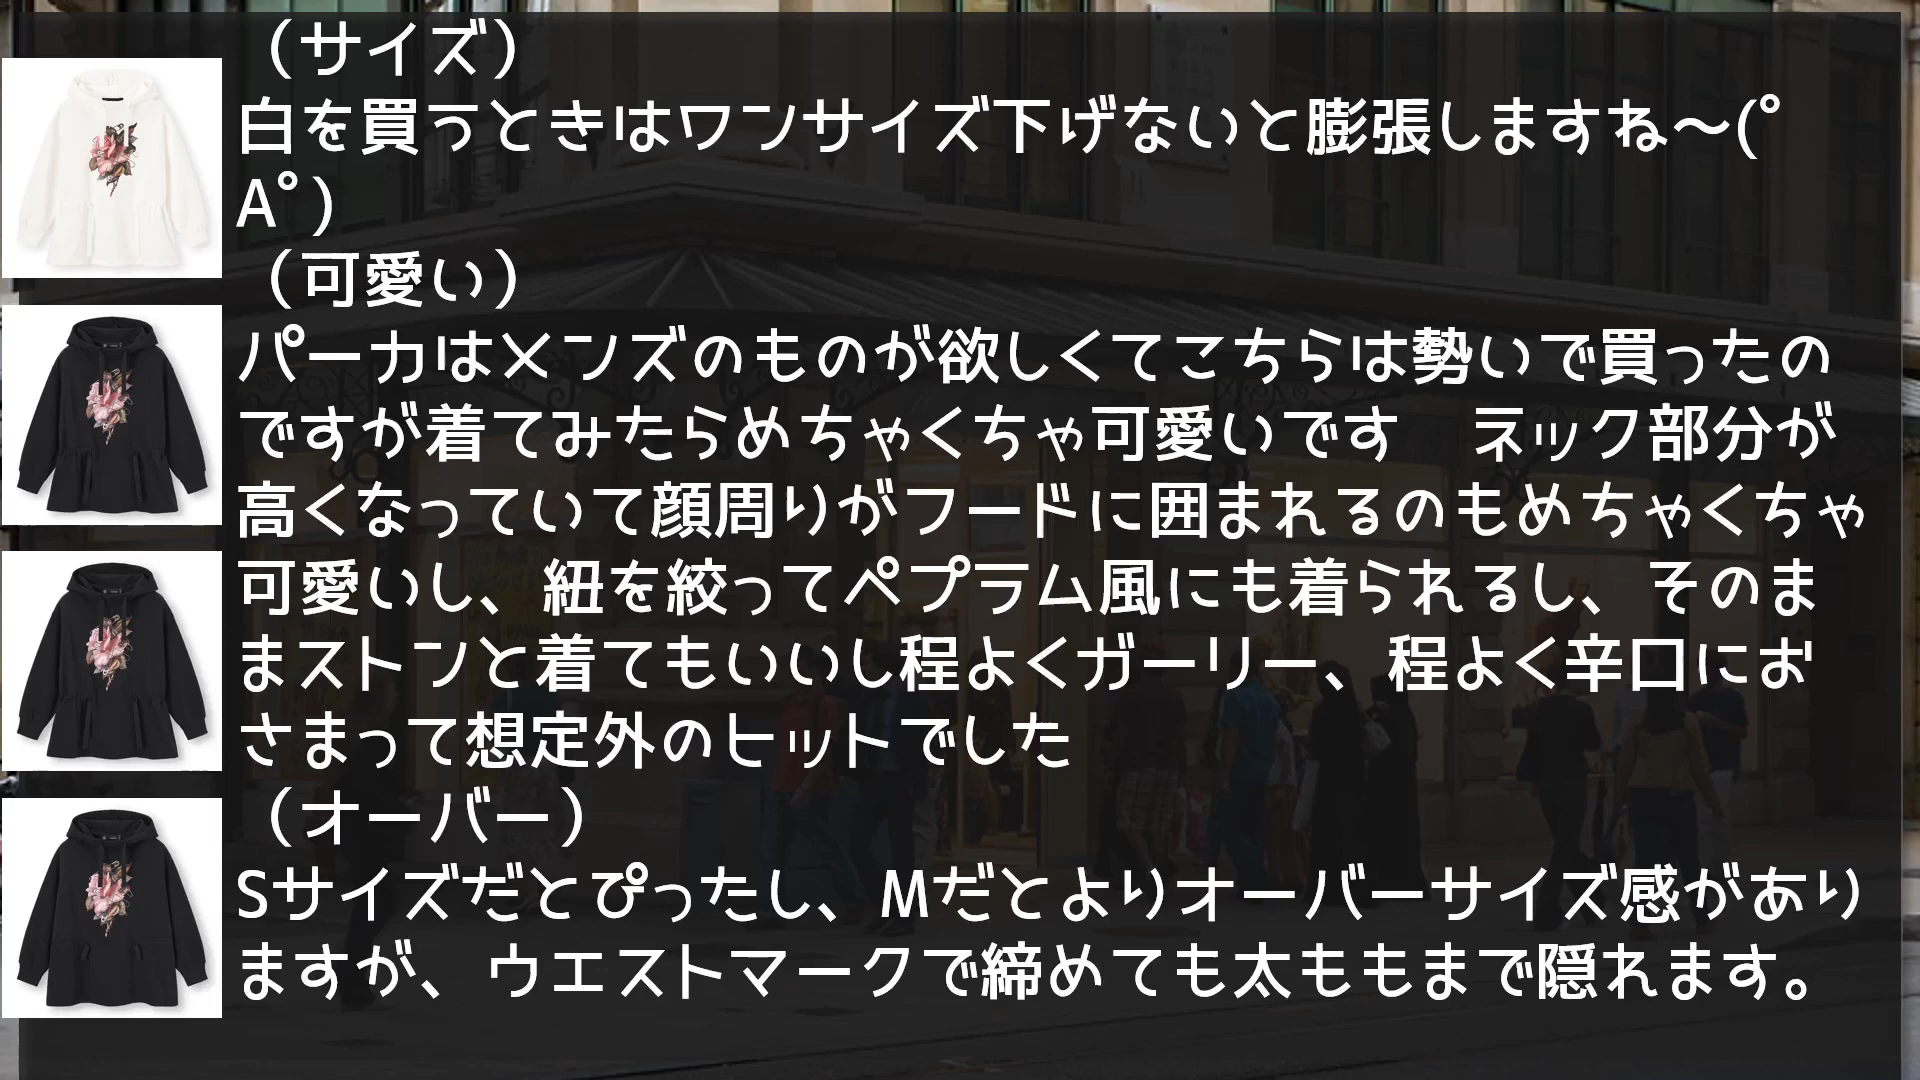 （サイズ）
白を買うときはワンサイズ下げないと膨張しますね〜(ﾟ
Aﾟ)
（可愛い）
パーカはメンズのものが欲しくてこちらは勢いで買ったの
ですが着てみたらめちゃくちゃ可愛いです　ネック部分が
高くなっていて顔周りがフードに囲まれるのもめちゃくちゃ
可愛いし、紐を絞ってペプラム風にも着られるし、そのま
まストンと着てもいいし程よくガーリー、程よく辛口にお
さまって想定外のヒットでした
（オーバー）
Sサイズだとぴったし、Mだとよりオーバーサイズ感があり
ますが、ウエストマークで締めても太ももまで隠れます。